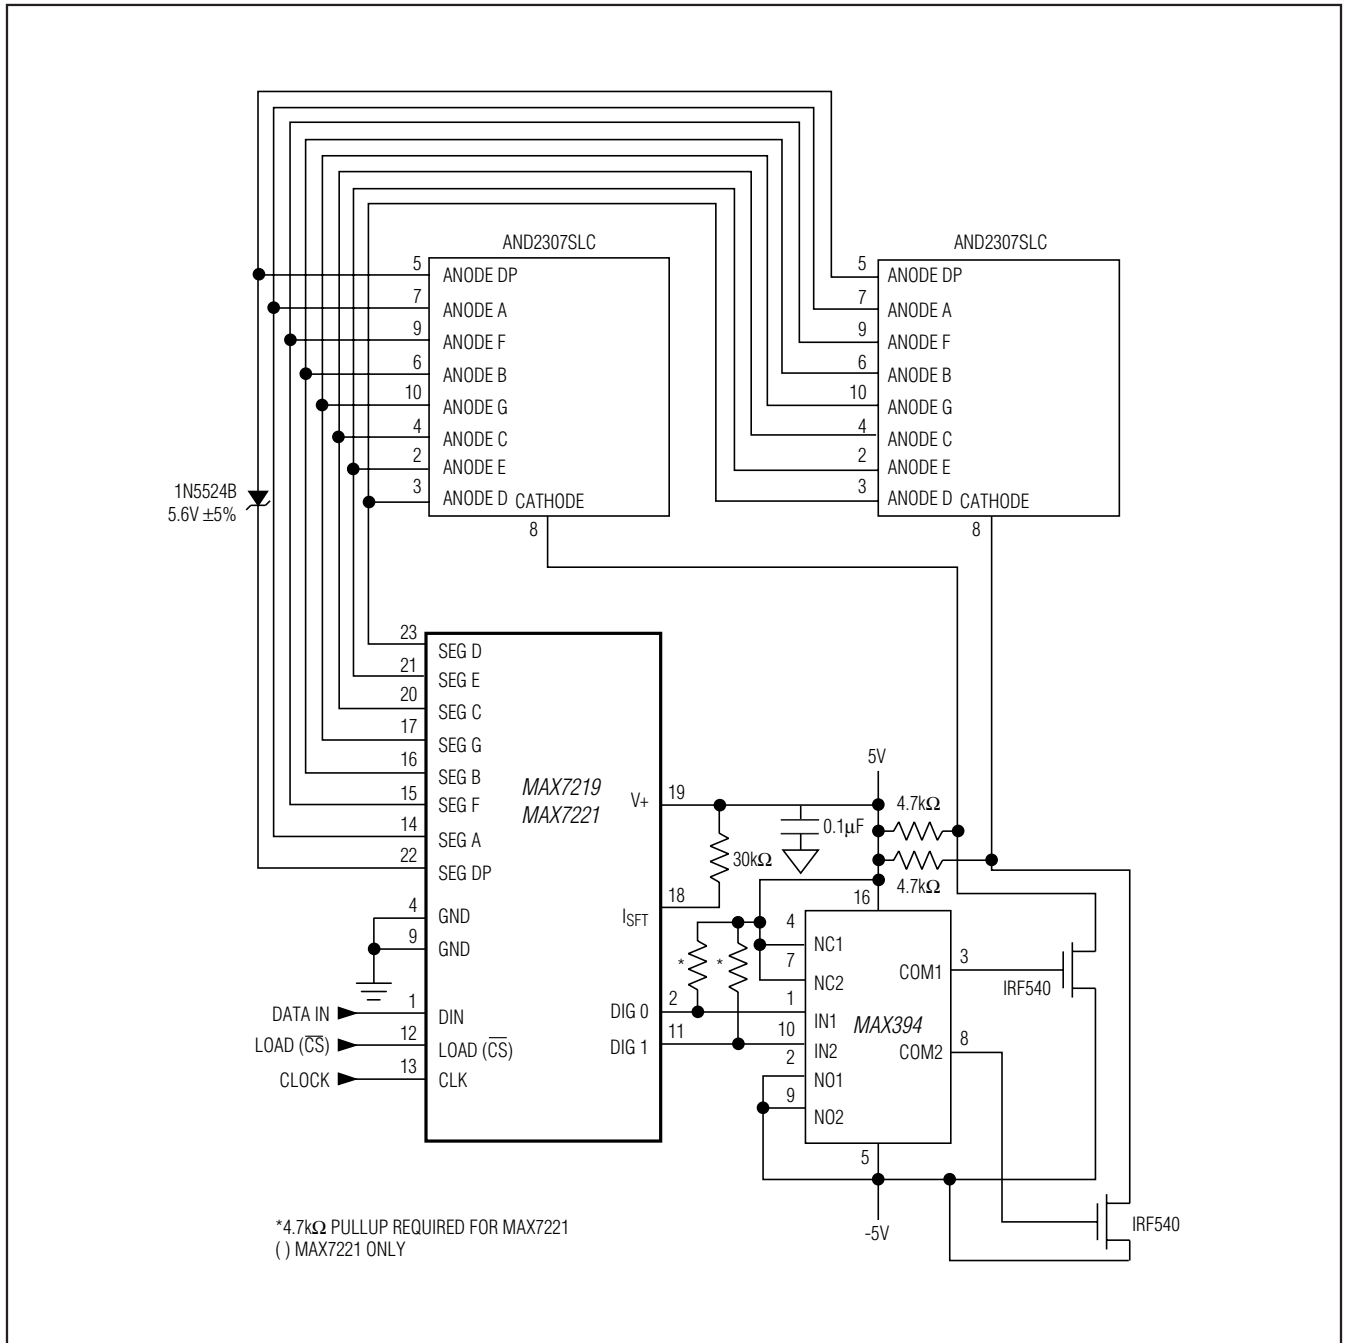 AND2307SLC
AND2307SLC
5 ANODE DP
7 ANODE A
9 ANODE F
6 ANODE B
10 ANODE G
4 ANODE C
2 ANODE E
3 ANODE D CATHODE
8
5 ANODE DP
7 ANODE A
9 ANODE F
6 ANODE B
10 ANODE G
4 ANODE C
2 ANODE E
3 ANODE D CATHODE
8
1N5524B
5.6V ±5%
23 SEG D
21 SEG E
20 SEG C
17 SEG G
16 SEG B
15 SEG F
14 SEG A
22 SEG DP
4 GND
9 GND
DATA IN 1 DIN
LOAD (C̅S̅) 12 LOAD (C̅S̅)
CLOCK 13 CLK
MAX7219
MAX7221
V+ 19
ISFT 18
DIG 0 2
DIG 1 11
30kΩ
0.1µF
5V
4.7kΩ
4.7kΩ
*
*
16
4 NC1
7 NC2
1 IN1
10 IN2
2 NO1
9 NO2
MAX394
COM1 3
COM2 8
5
-5V
IRF540
IRF540
*4.7kΩ PULLUP REQUIRED FOR MAX7221
( ) MAX7221 ONLY